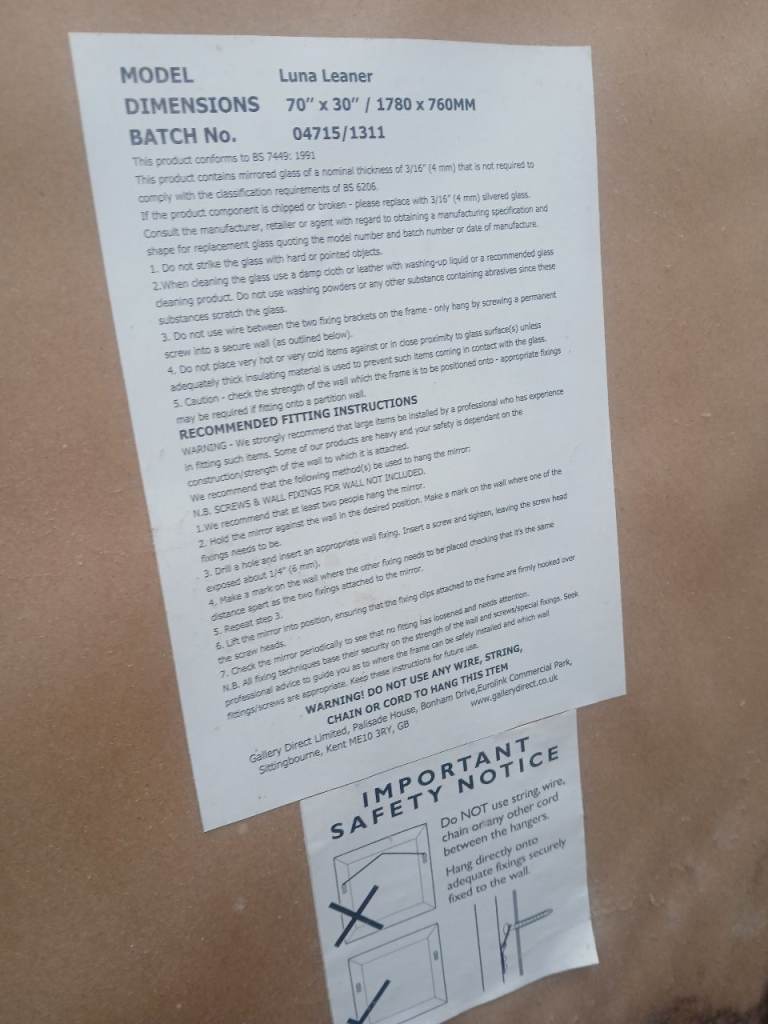 MODEL Luna Leaner
DIMENSIONS 70" x 30" / 1780 x 760MM
BATCH No. 04715/1311
This product conforms to BS 7449: 1991
This product contains mirrored glass of a nominal thickness of 3/16" (4 mm) that is not required to
comply with the classification requirements of BS 6206.
If the product component is chipped or broken - please replace with 3/16" (4 mm) silvered glass.
Consult the manufacturer, retailer or agent with regard to obtaining a manufacturing specification and
shape for replacement glass quoting the model number and batch number or date of manufacture.
1. Do not strike the glass with hard or pointed objects.
2.When cleaning the glass use a damp cloth or leather with washing-up liquid or a recommended glass
cleaning product. Do not use washing powders or any other substance containing abrasives since these
substances scratch the glass.
3. Do not use wire between the two fixing brackets on the frame - only hang by screwing a permanent
screw into a secure wall (as outlined below).
4. Do not place very hot or very cold items against or in close proximity to glass surface(s) unless
adequately thick insulating material is used to prevent such items coming in contact with the glass.
5. Caution - check the strength of the wall which the frame is to be positioned onto - appropriate fixings
may be required if fitting onto a partition wall.
RECOMMENDED FITTING INSTRUCTIONS
WARNING - We strongly recommend that large items be installed by a professional who has experience
in fitting such items. Some of our products are heavy and your safety is dependant on the
construction/strength of the wall to which it is attached.
We recommend that the following method(s) be used to hang the mirror:
N.B. SCREWS & WALL FIXINGS FOR WALL NOT INCLUDED.
1.We recommend that at least two people hang the mirror.
2. Hold the mirror against the wall in the desired position. Make a mark on the wall where one of the
fixings needs to be.
3. Drill a hole and insert an appropriate wall fixing. Insert a screw and tighten, leaving the screw head
exposed about 1/4" (6 mm).
4. Make a mark on the wall where the other fixing needs to be placed checking that it's the same
distance apart as the two fixings attached to the mirror.
5. Repeat step 3.
6. Lift the mirror into position, ensuring that the fixing clips attached to the frame are firmly hooked over
the screw heads.
7. Check the mirror periodically to see that no fitting has loosened and needs attention.
N.B. All fixing techniques base their security on the strength of the wall and screws/special fixings. Seek
professional advice to guide you as to where the frame can be safely installed and which wall
fittings/screws are appropriate. Keep these instructions for future use.
WARNING! DO NOT USE ANY WIRE, STRING,
CHAIN OR CORD TO HANG THIS ITEM
Gallery Direct Limited, Palisade House, Bonham Drive,Eurolink Commercial Park,
Sittingbourne, Kent ME10 3RY, GB www.gallerydirect.co.uk
IMPORTANT
SAFETY NOTICE
Do NOT use string, wire,
chain or any other cord
between the hangers.
Hang directly onto
adequate fixings securely
fixed to the wall.